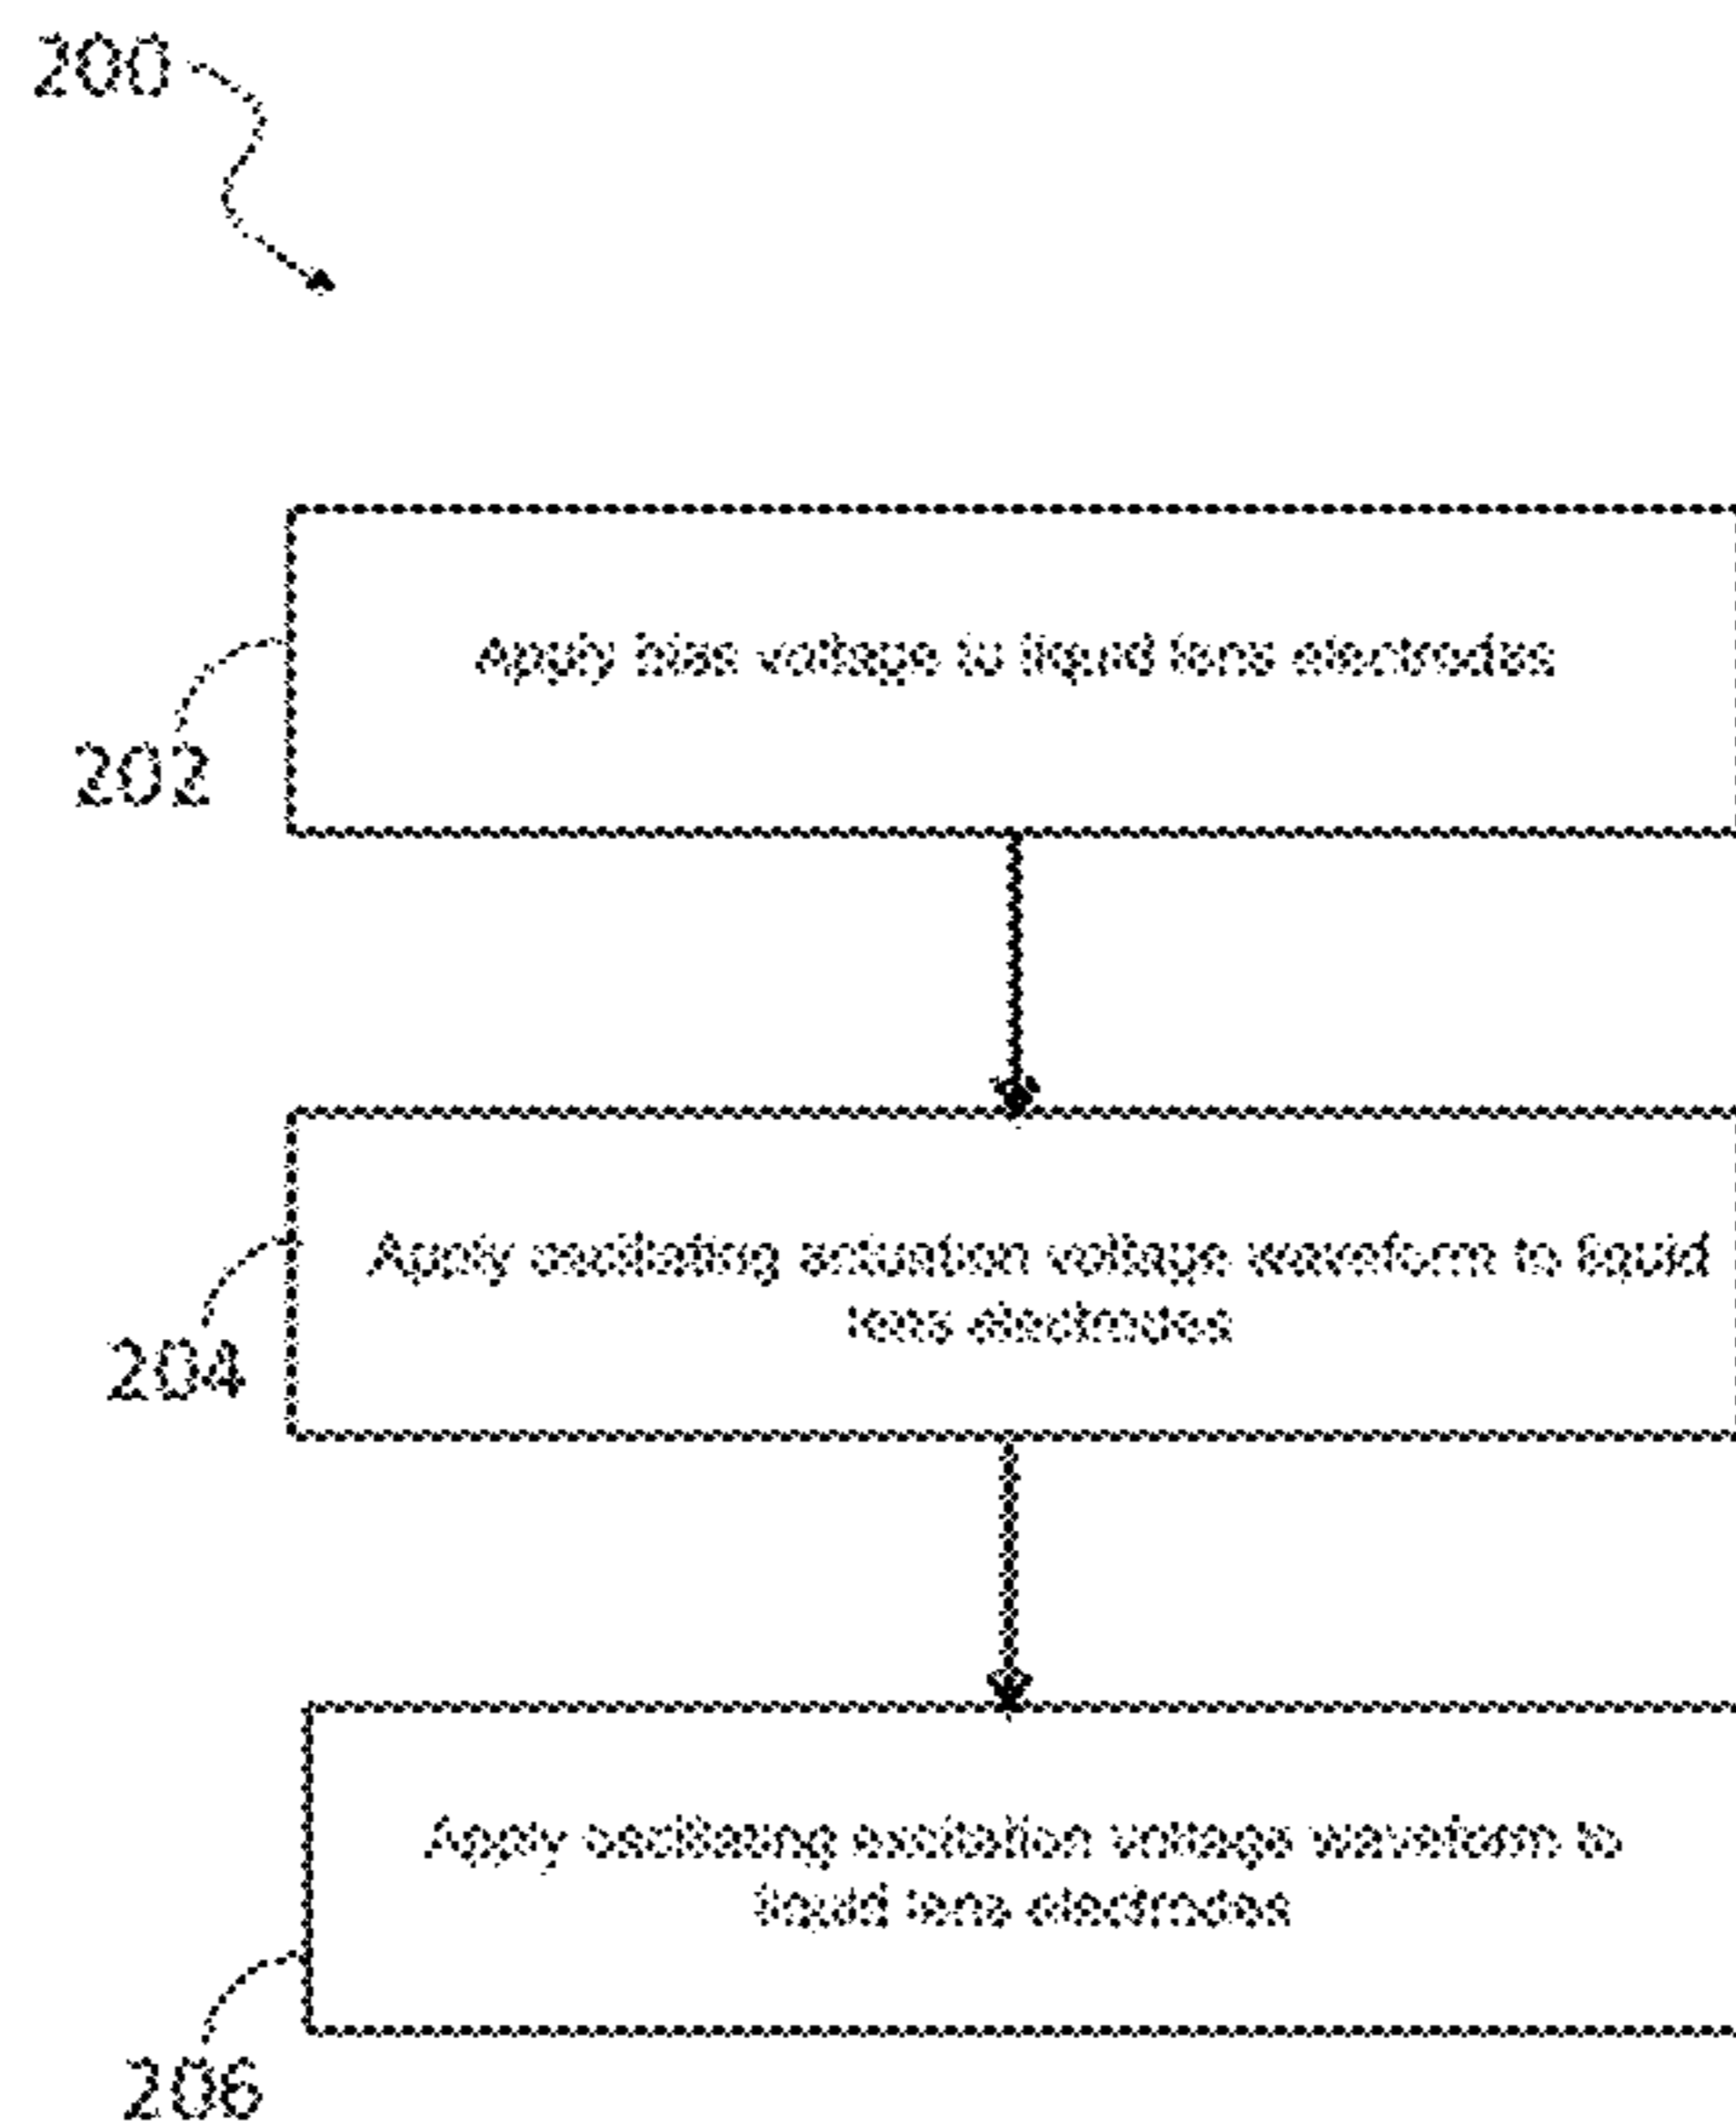 200
Apply bias voltage to liquid lens electrodes
202
Apply oscillating actuation voltage waveform to liquid
lens electrodes
204
Apply oscillating excitation voltage waveform to
liquid lens electrodes
206